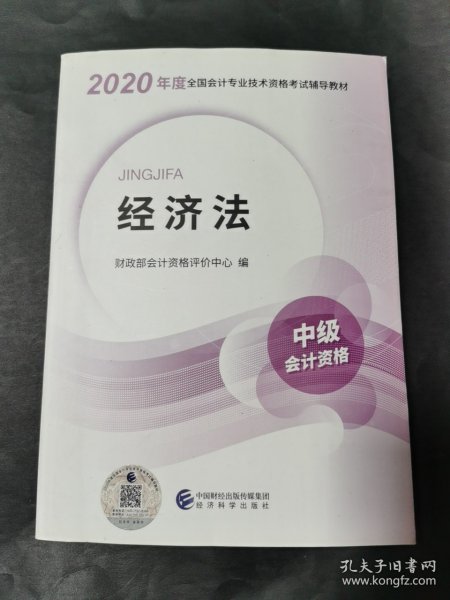 2020年度全国会计专业技术资格考试辅导教材
JINGJIFA
经济法
财政部会计资格评价中心 编
中级
会计资格
中国财经出版传媒集团
经济科学出版社
孔夫子旧书网
www.kongfz.com